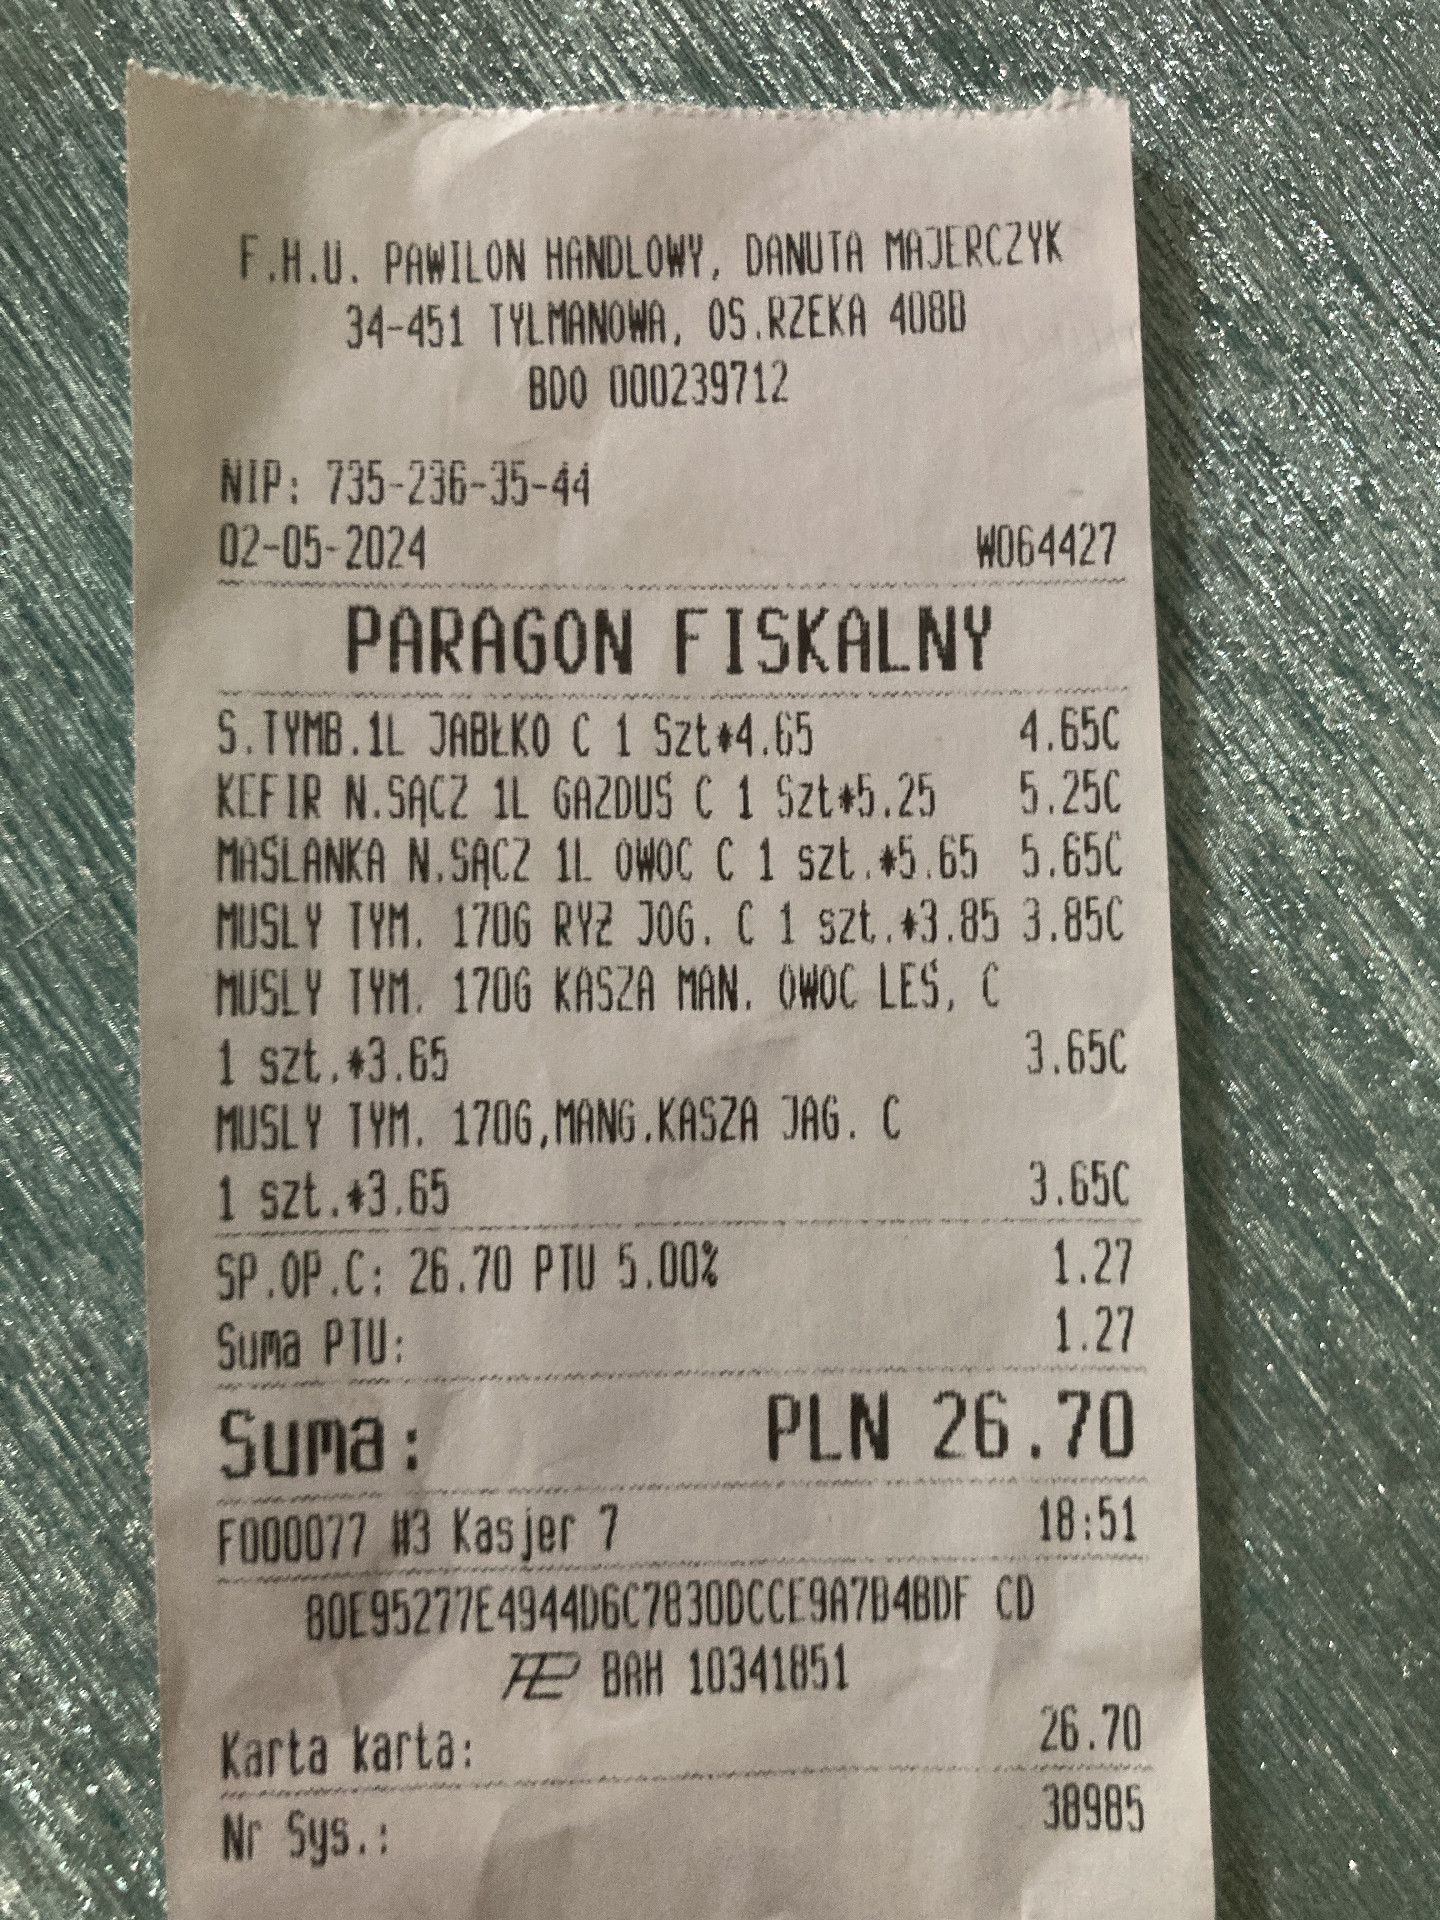 F.H.U. PAWILON HANDLOWY, DANUTA MAJERCZYK
34-451 TYLMANOWA, OS.RZEKA 408D
BDO 000239712
NIP: 735-236-35-44
02-05-2024 W064427
PARAGON FISKALNY
S.TYMB.1L JABŁKO C 1 Szt*4.65 4.65C
KEFIR N.SĄCZ 1L GAZDUŚ C 1 Szt*5.25 5.25C
MAŚLANKA N.SĄCZ 1L OWOC C 1 szt.*5.65 5.65C
MUSLY TYM. 170G RYŻ JOG. C 1 szt.*3.85 3.85C
MUSLY TYM. 170G KASZA MAN. OWOC LEŚ, C
1 szt.*3.65 3.65C
MUSLY TYM. 170G,MANG.KASZA JAG. C
1 szt.*3.65 3.65C
SP.OP.C: 26.70 PTU 5.00% 1.27
Suma PTU: 1.27
Suma: PLN 26.70
F000077 #3 Kasjer 7 18:51
80E95277E4944D6C7830DCCE9A7B4BDF CD
BAH 10341851
Karta karta: 26.70
Nr Sys.: 38985